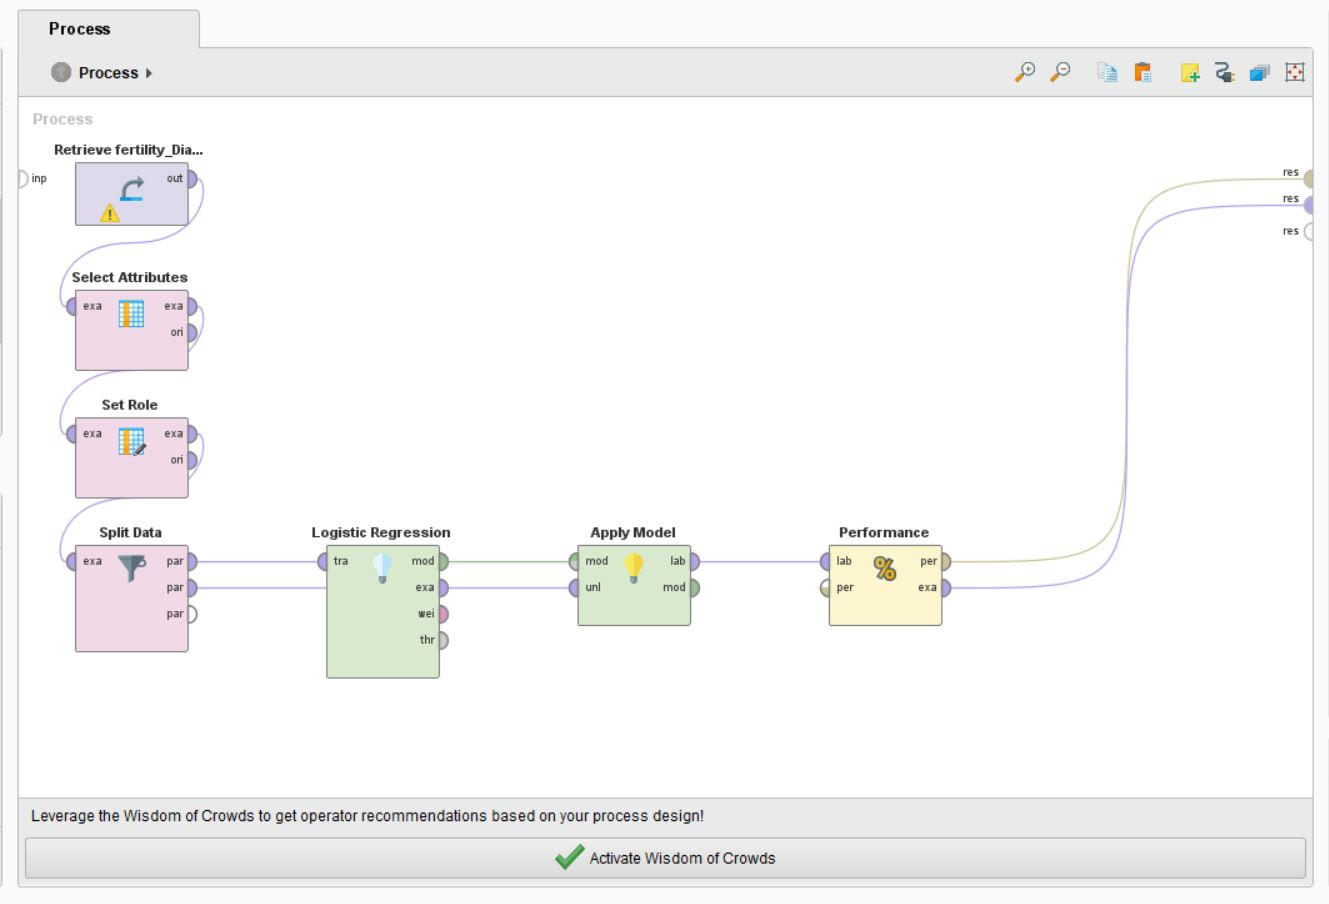 Process
Process
Process
Retrieve fertility_Dia...
inp
out
res
res
res
Select Attributes
exa
exa
ori
Set Role
exa
exa
ori
Split Data
exa
par
par
par
Logistic Regression
tra
mod
exa
wei
thr
Apply Model
mod
lab
unl
mod
Performance
lab
per
per
exa
%
Leverage the Wisdom of Crowds to get operator recommendations based on your process design!
Activate Wisdom of Crowds